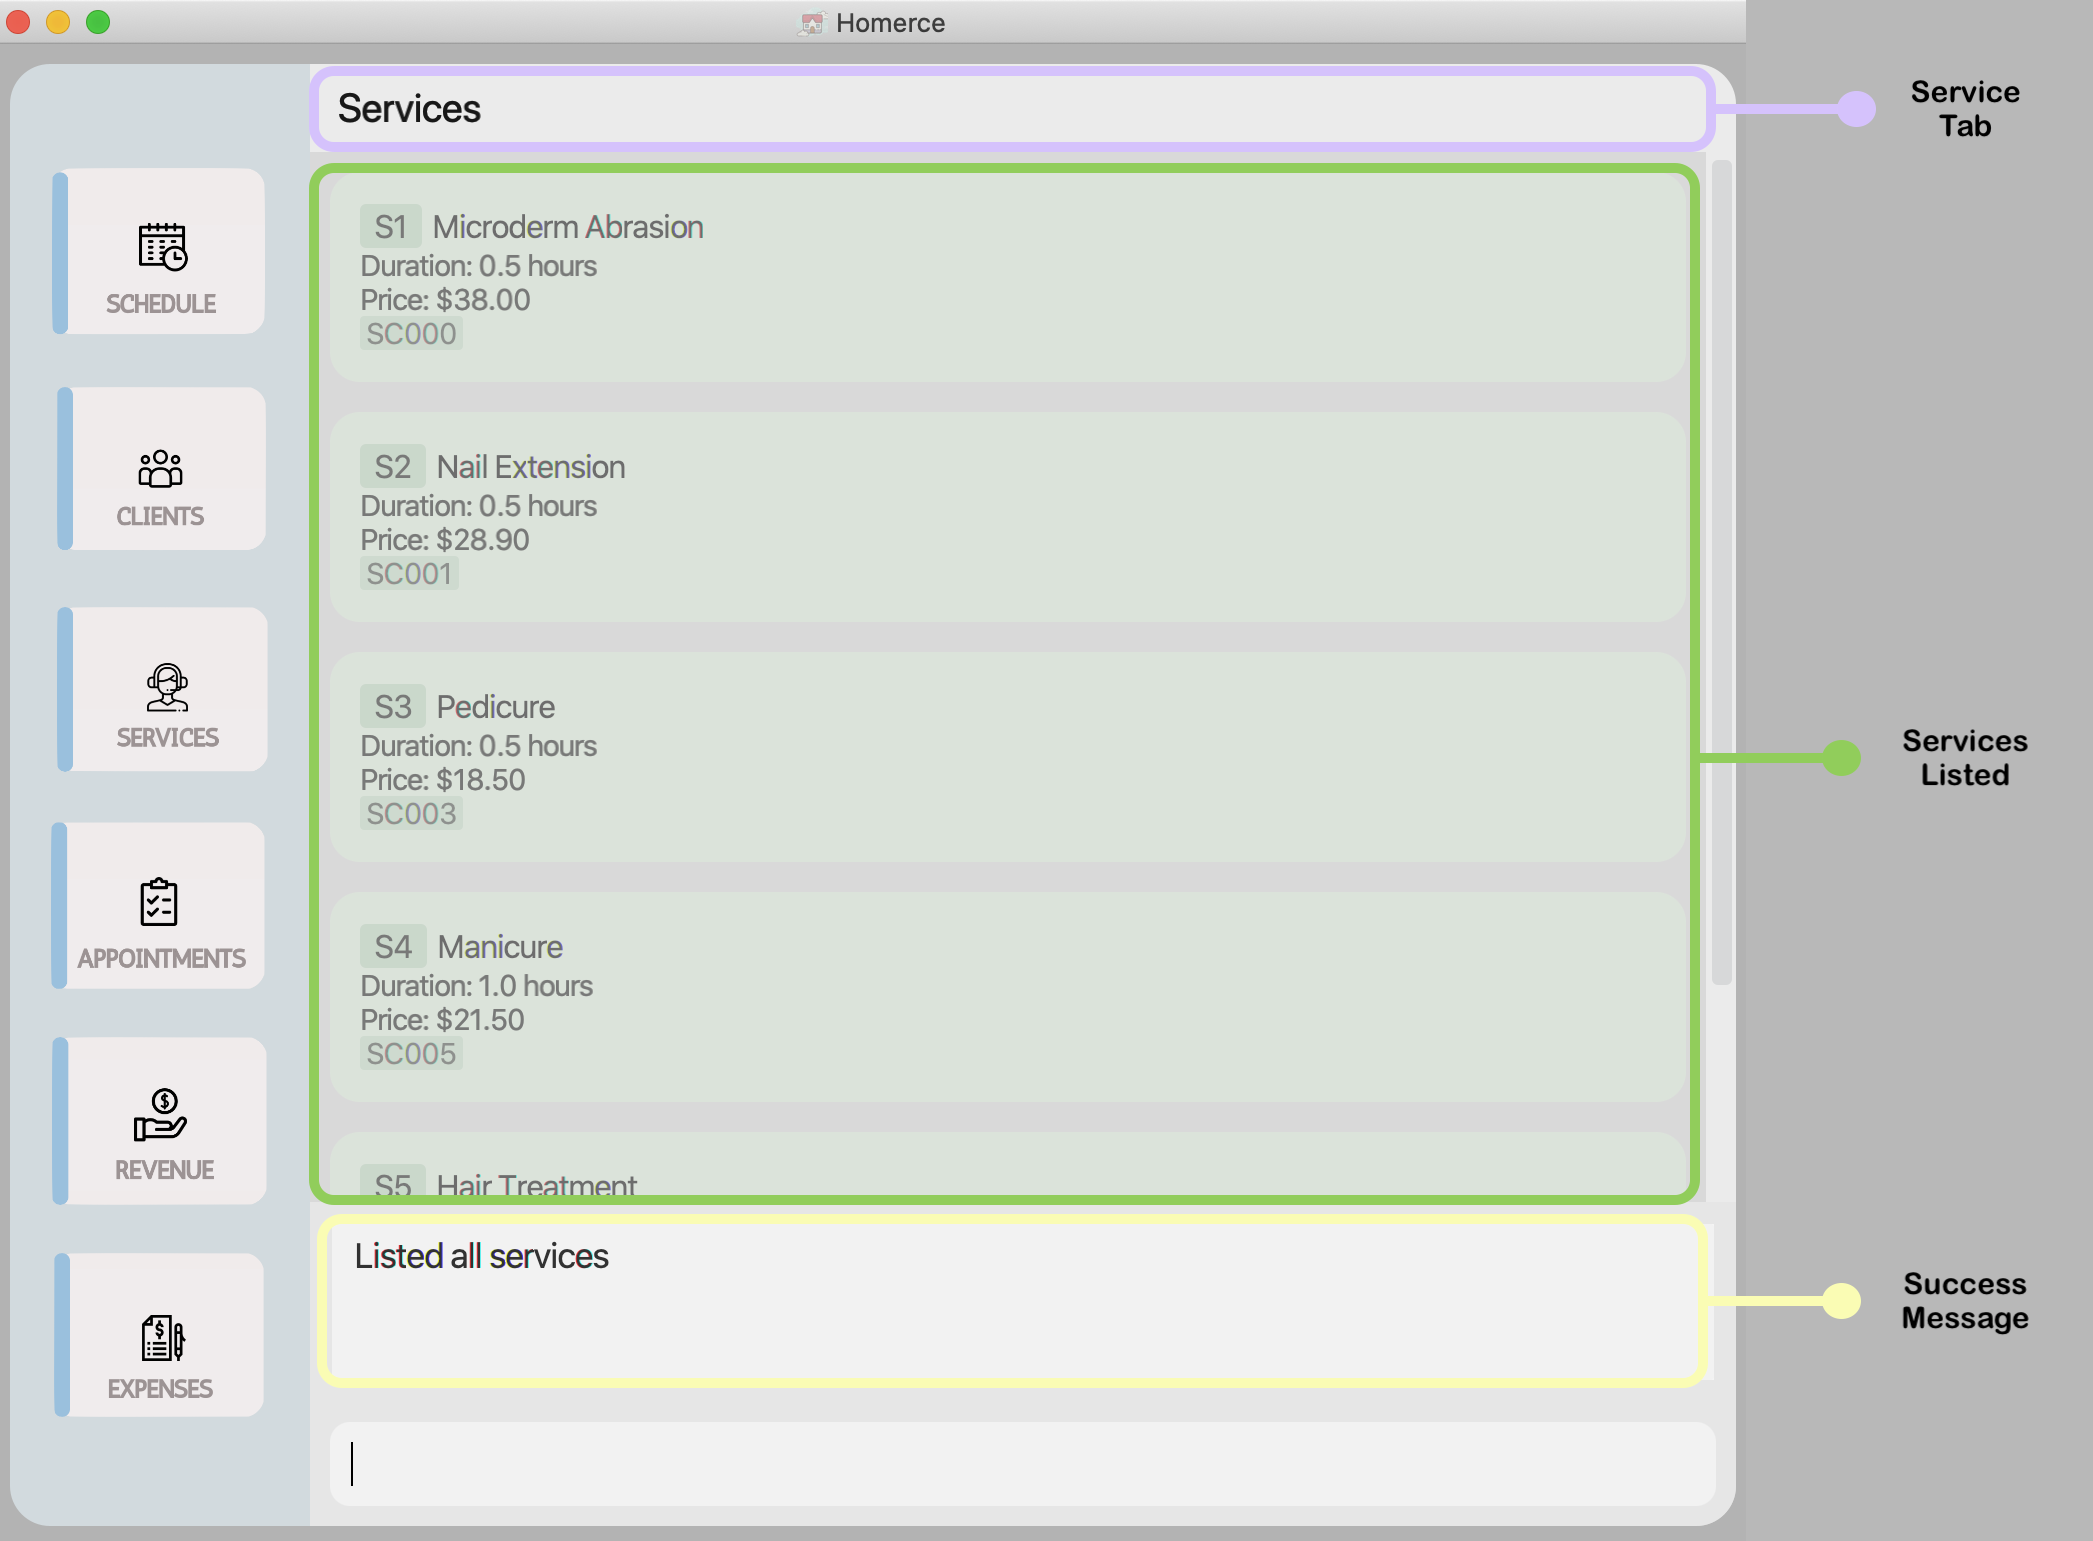 Homerce
Services
Service
Tab
SCHEDULE
CLIENTS
SERVICES
APPOINTMENTS
REVENUE
EXPENSES
S1 Microderm Abrasion
Duration: 0.5 hours
Price: $38.00
SC000
S2 Nail Extension
Duration: 0.5 hours
Price: $28.90
SC001
S3 Pedicure
Duration: 0.5 hours
Price: $18.50
SC003
S4 Manicure
Duration: 1.0 hours
Price: $21.50
SC005
S5 Hair Treatment
Services
Listed
Listed all services
Success
Message